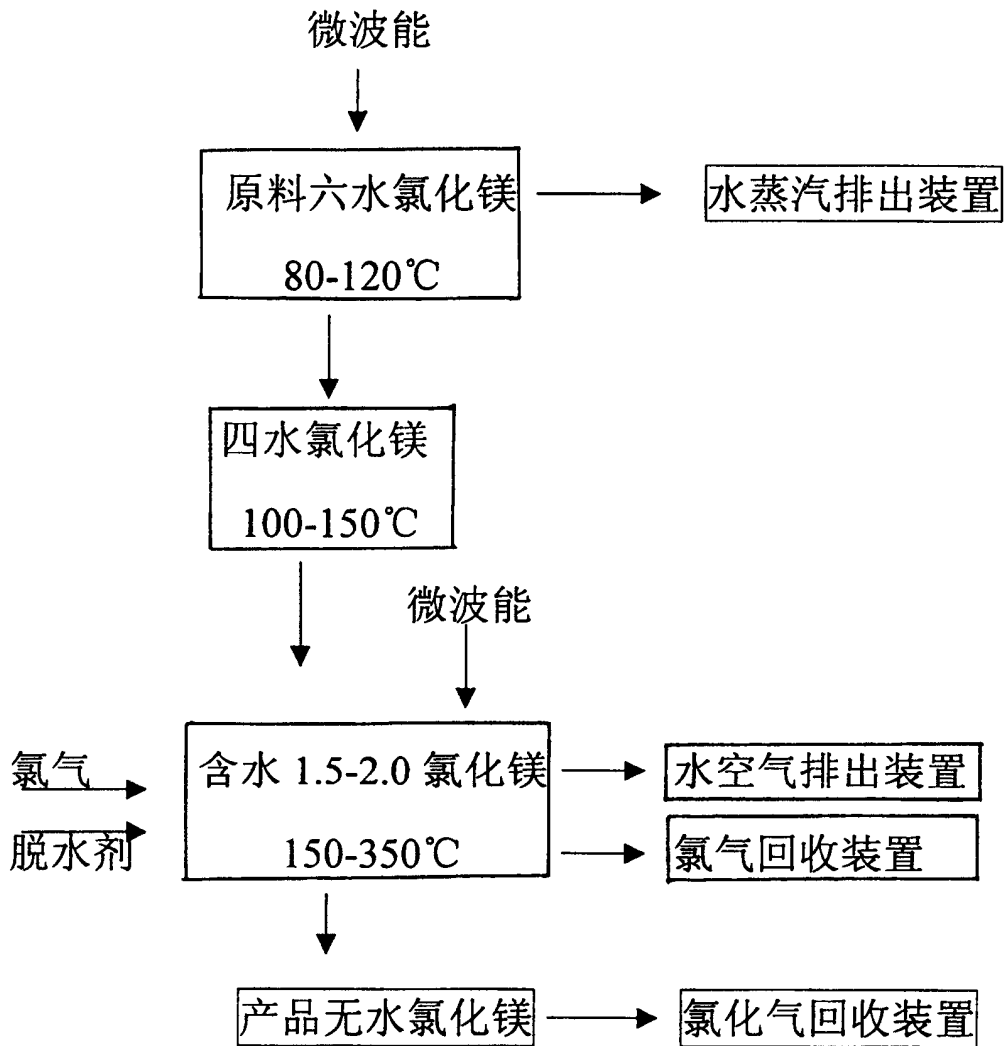 微波能
原料六水氯化镁
水蒸汽排出装置
80-120℃
四水氯化镁
100-150℃
微波能
氯气
含水 1.5-2.0 氯化镁
水空气排出装置
脱水剂
150-350℃
氯气回收装置
产品无水氯化镁
氯化气回收装置